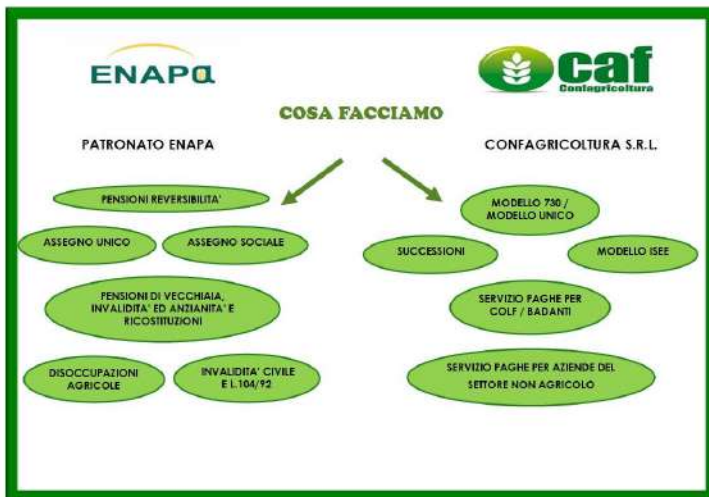 ENAPA
caf
Confagricoltura
COSA FACCIAMO
PATRONATO ENAPA
CONFAGRICOLTURA S.R.L.
PENSIONI REVERSIBILITA'
ASSEGNO UNICO
ASSEGNO SOCIALE
PENSIONI DI VECCHIAIA,
INVALIDITA' ED ANZIANITA' E
RICOSTITUZIONI
DISOCCUPAZIONI
AGRICOLE
INVALIDITA' CIVILE
E L.104/92
MODELLO 730 /
MODELLO UNICO
SUCCESSIONI
MODELLO ISEE
SERVIZIO PAGHE PER
COLF / BADANTI
SERVIZIO PAGHE PER AZIENDE DEL
SETTORE NON AGRICOLO